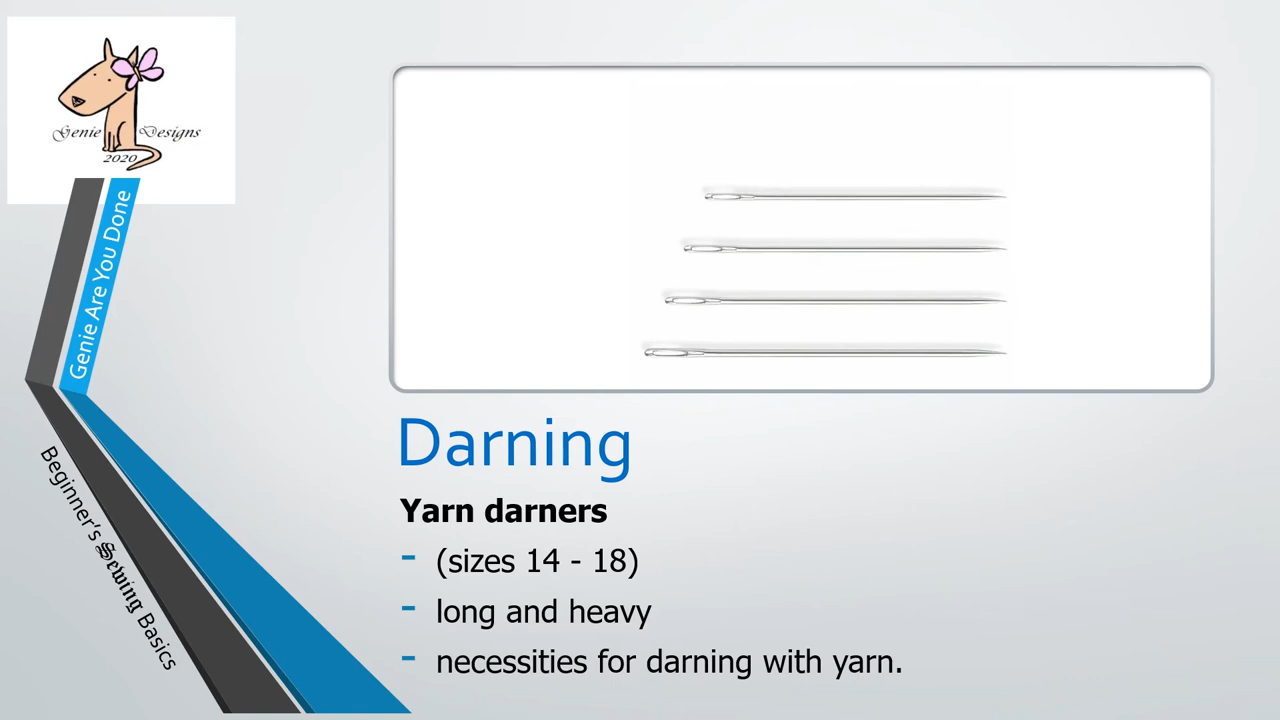 Genie Designs
2020
Genie Are You Done
Beginner's Sewing Basics
Darning
Yarn darners
- (sizes 14 - 18)
- long and heavy
- necessities for darning with yarn.